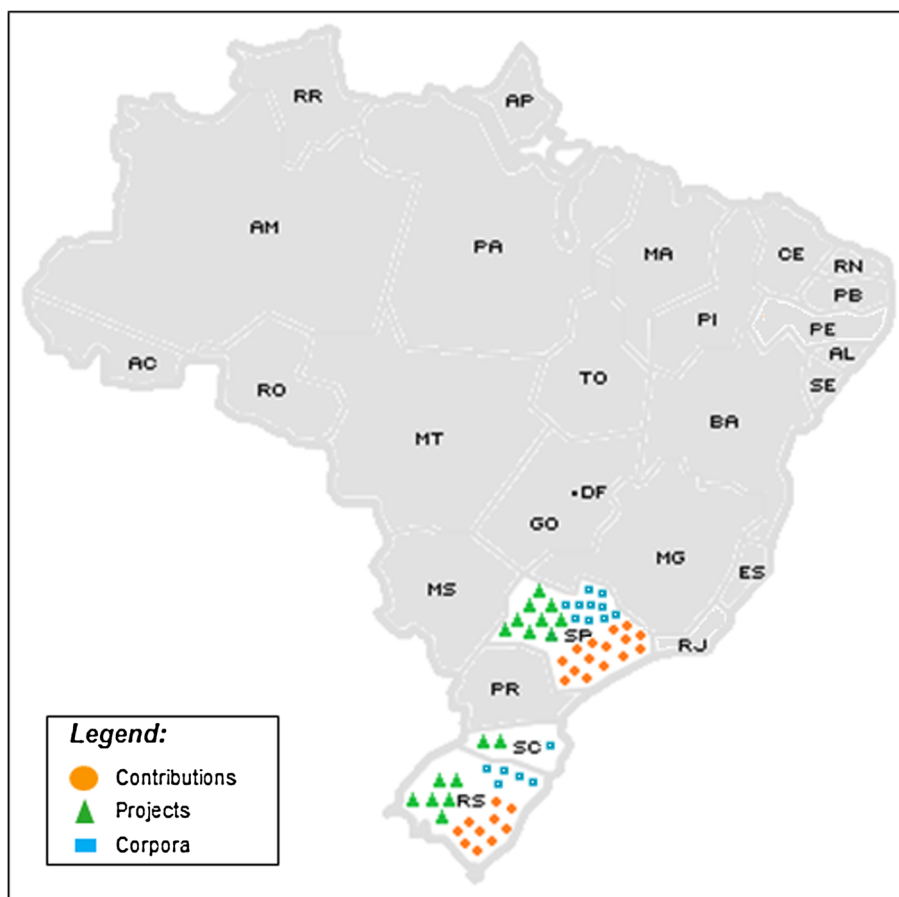 RR
AP
AM
PA
MA
CE
RN
PB
PI
PE
AL
AC
SE
RO
TO
BA
MT
DF
GO
MG
ES
MS
SP
RJ
PR
SC
RS
Legend:
Contributions
Projects
Corpora